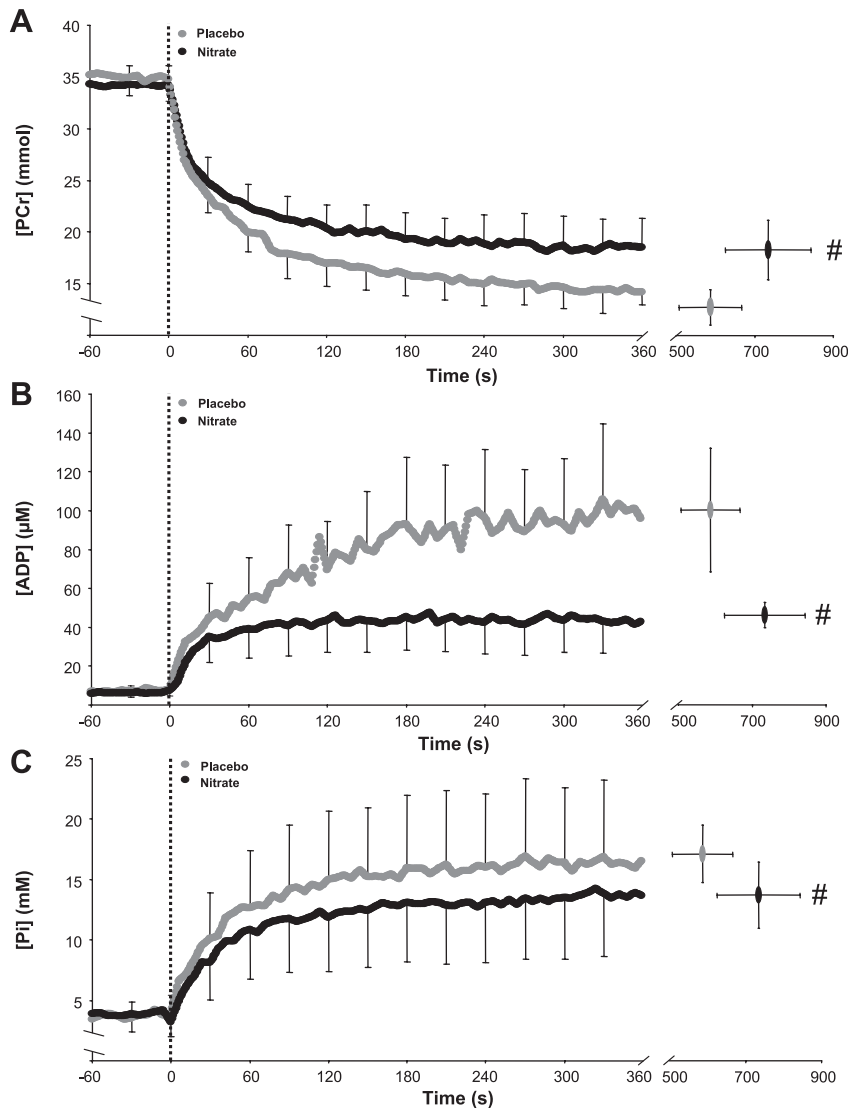 A
Placebo
Nitrate
[PCr] (mmol)
40
35
30
25
20
15
#
-60 0 60 120 180 240 300 360 500 700 900
Time (s)
B
Placebo
Nitrate
[ADP] (µM)
160
140
120
100
80
60
40
20
#
-60 0 60 120 180 240 300 360 500 700 900
Time (s)
C
Placebo
Nitrate
[Pi] (mM)
25
20
15
10
5
#
-60 0 60 120 180 240 300 360 500 700 900
Time (s)